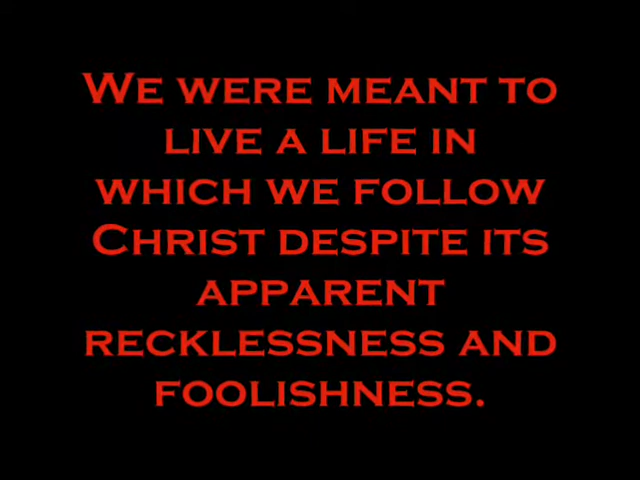 We were meant to
live a life in
which we follow
Christ despite its
apparent
recklessness and
foolishness.